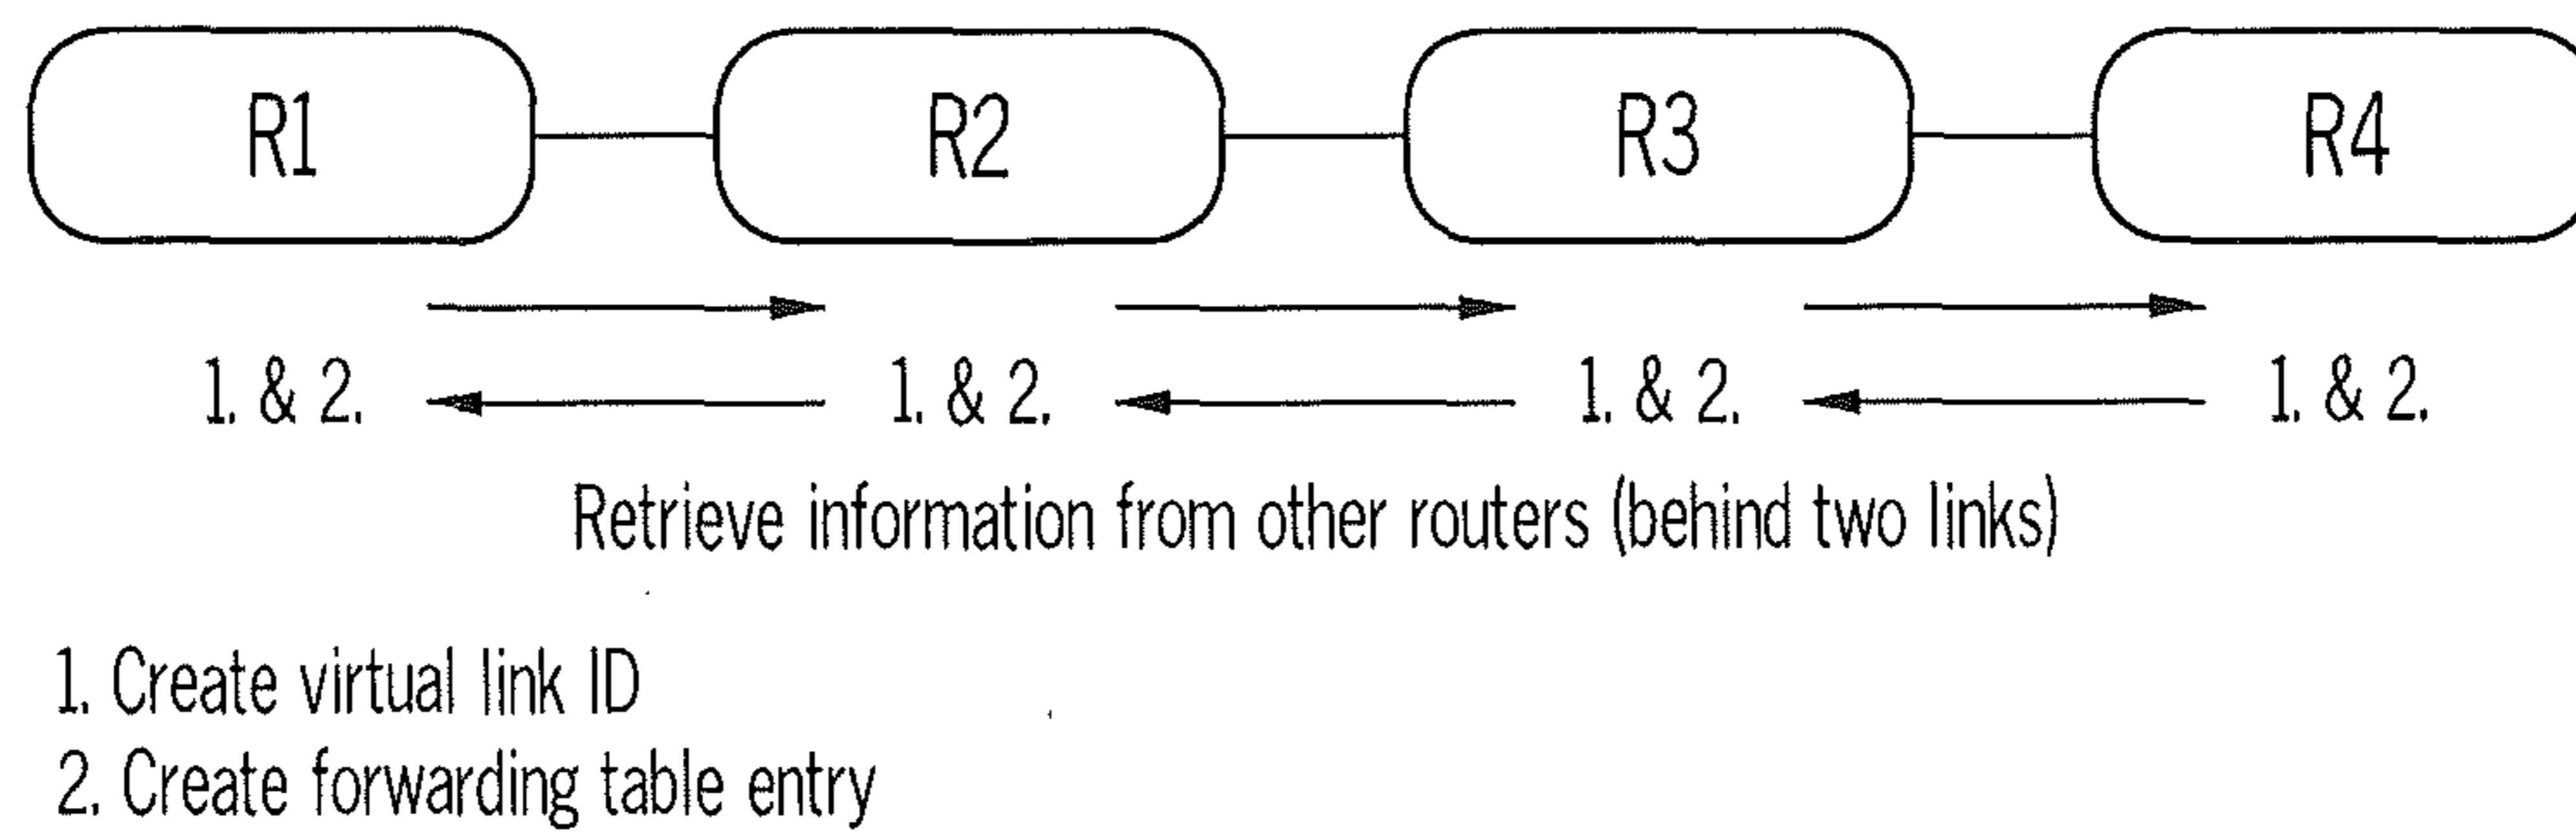 R1 R2 R3 R4
1. & 2. 1. & 2. 1. & 2. 1. & 2.
Retrieve information from other routers (behind two links)
1. Create virtual link ID
2. Create forwarding table entry